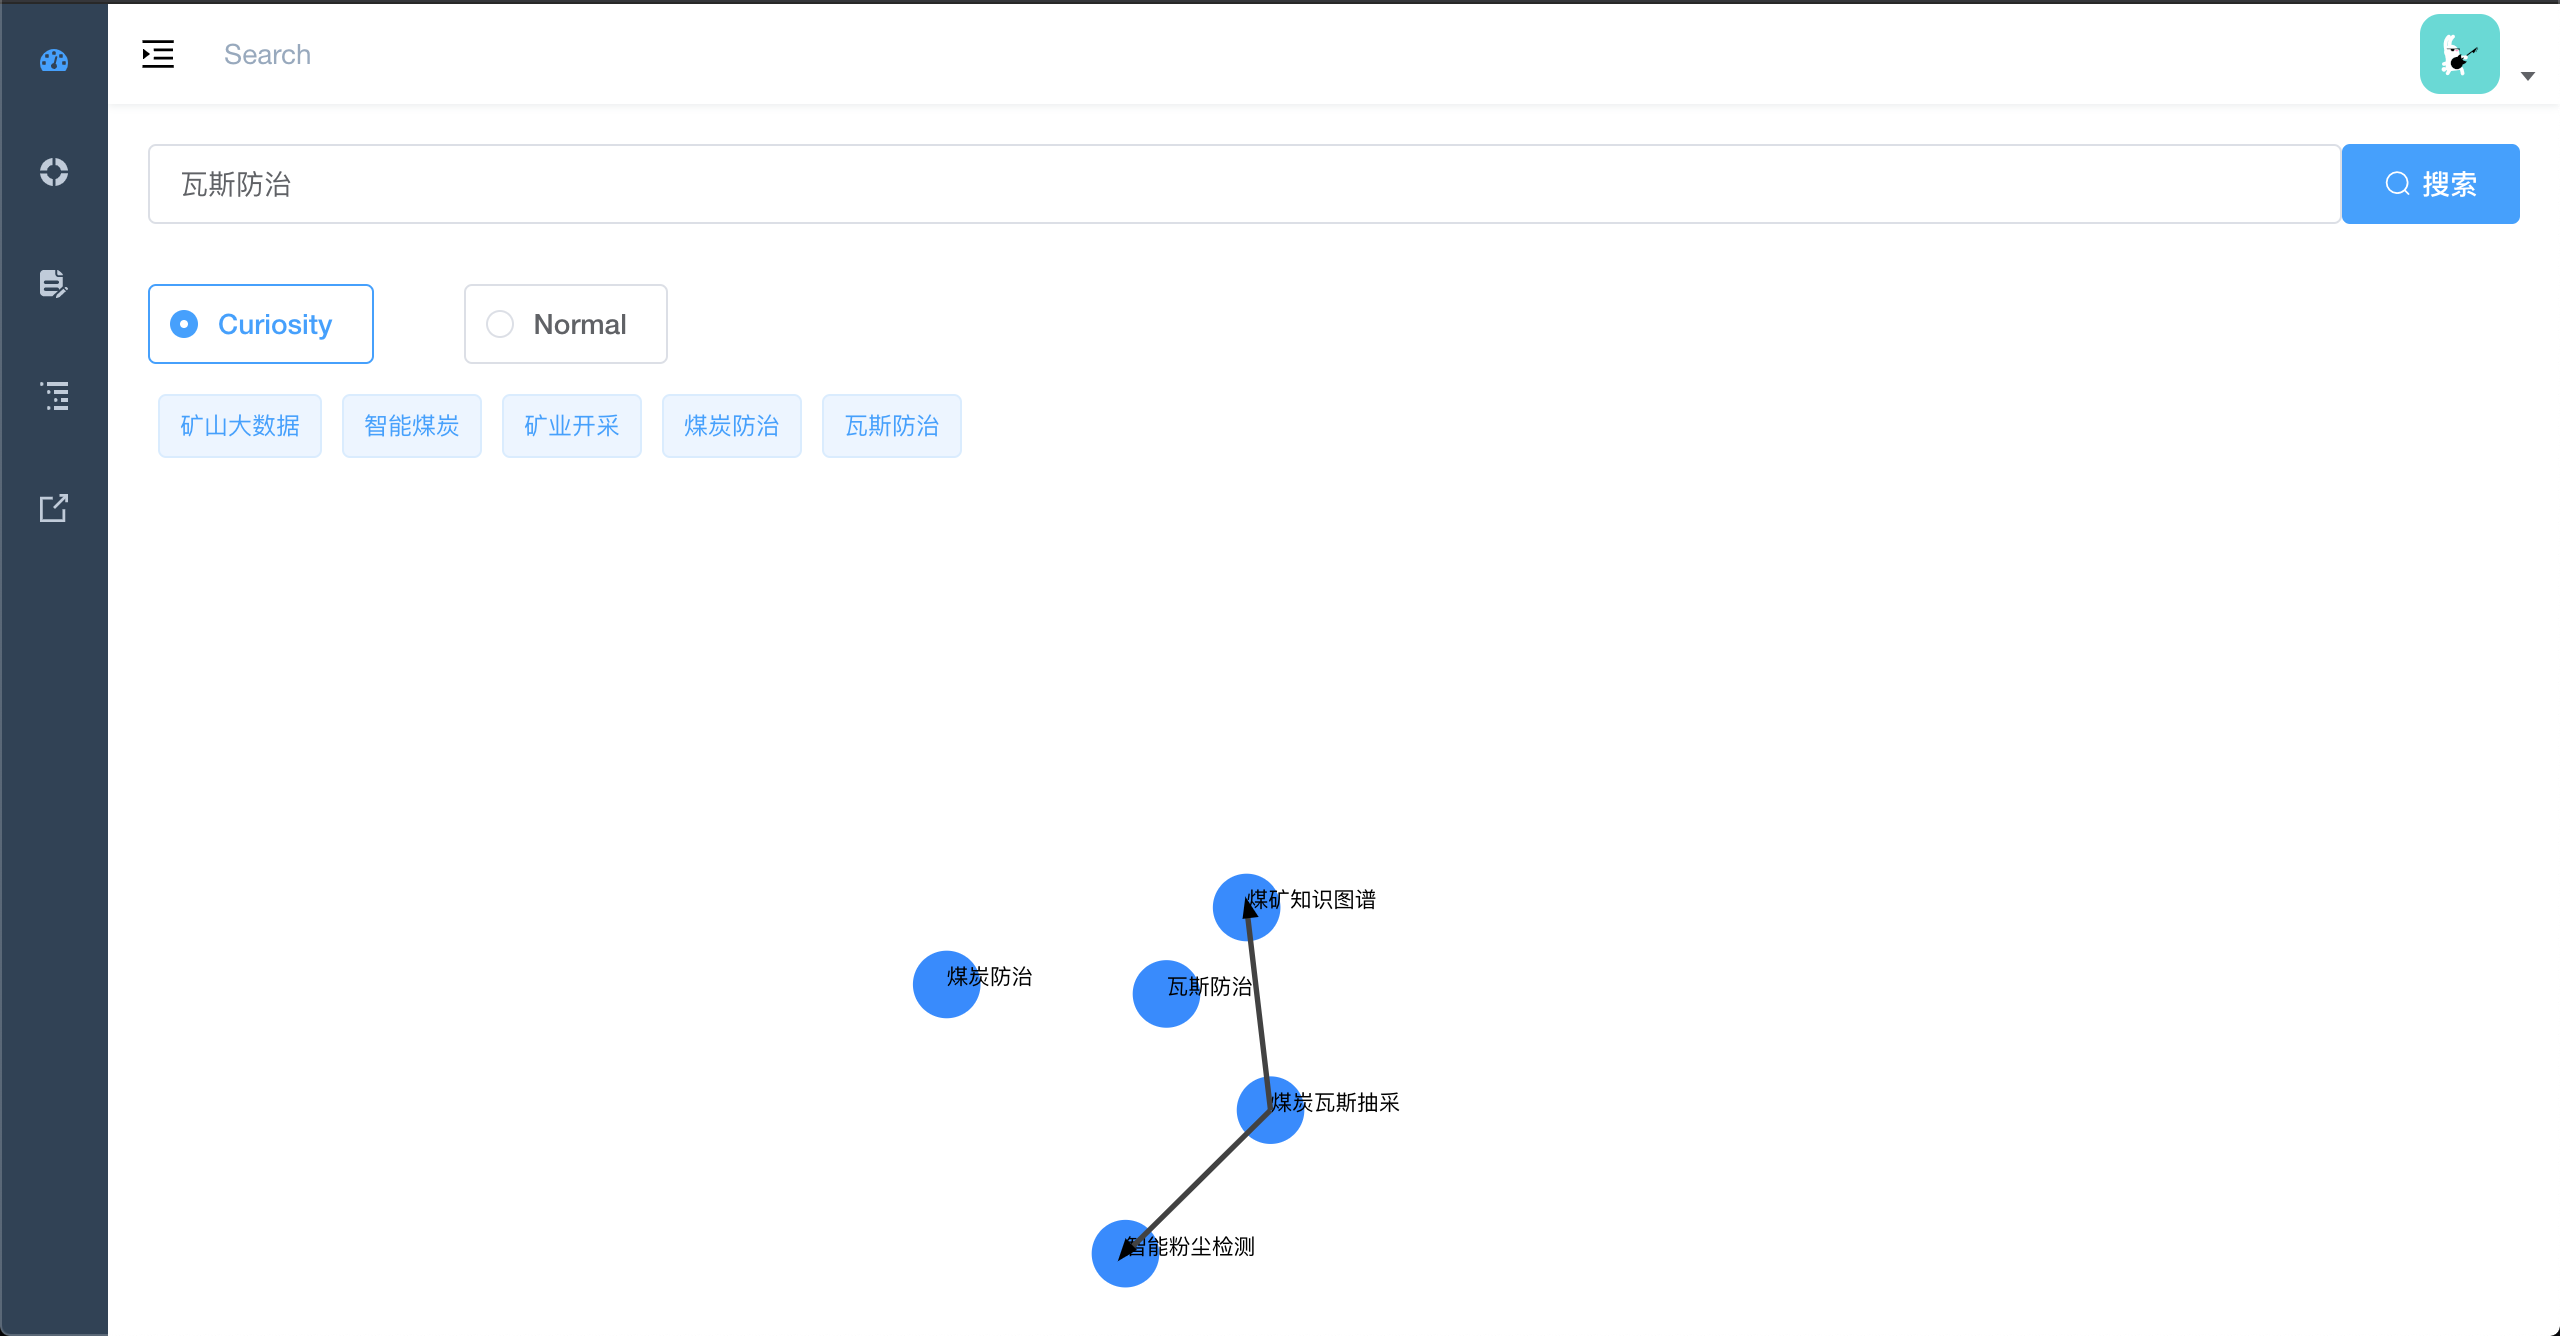 Search
瓦斯防治
搜索
Curiosity
Normal
矿山大数据
智能煤炭
矿业开采
煤炭防治
瓦斯防治
煤矿知识图谱
煤炭防治
瓦斯防治
煤炭瓦斯抽采
智能粉尘检测